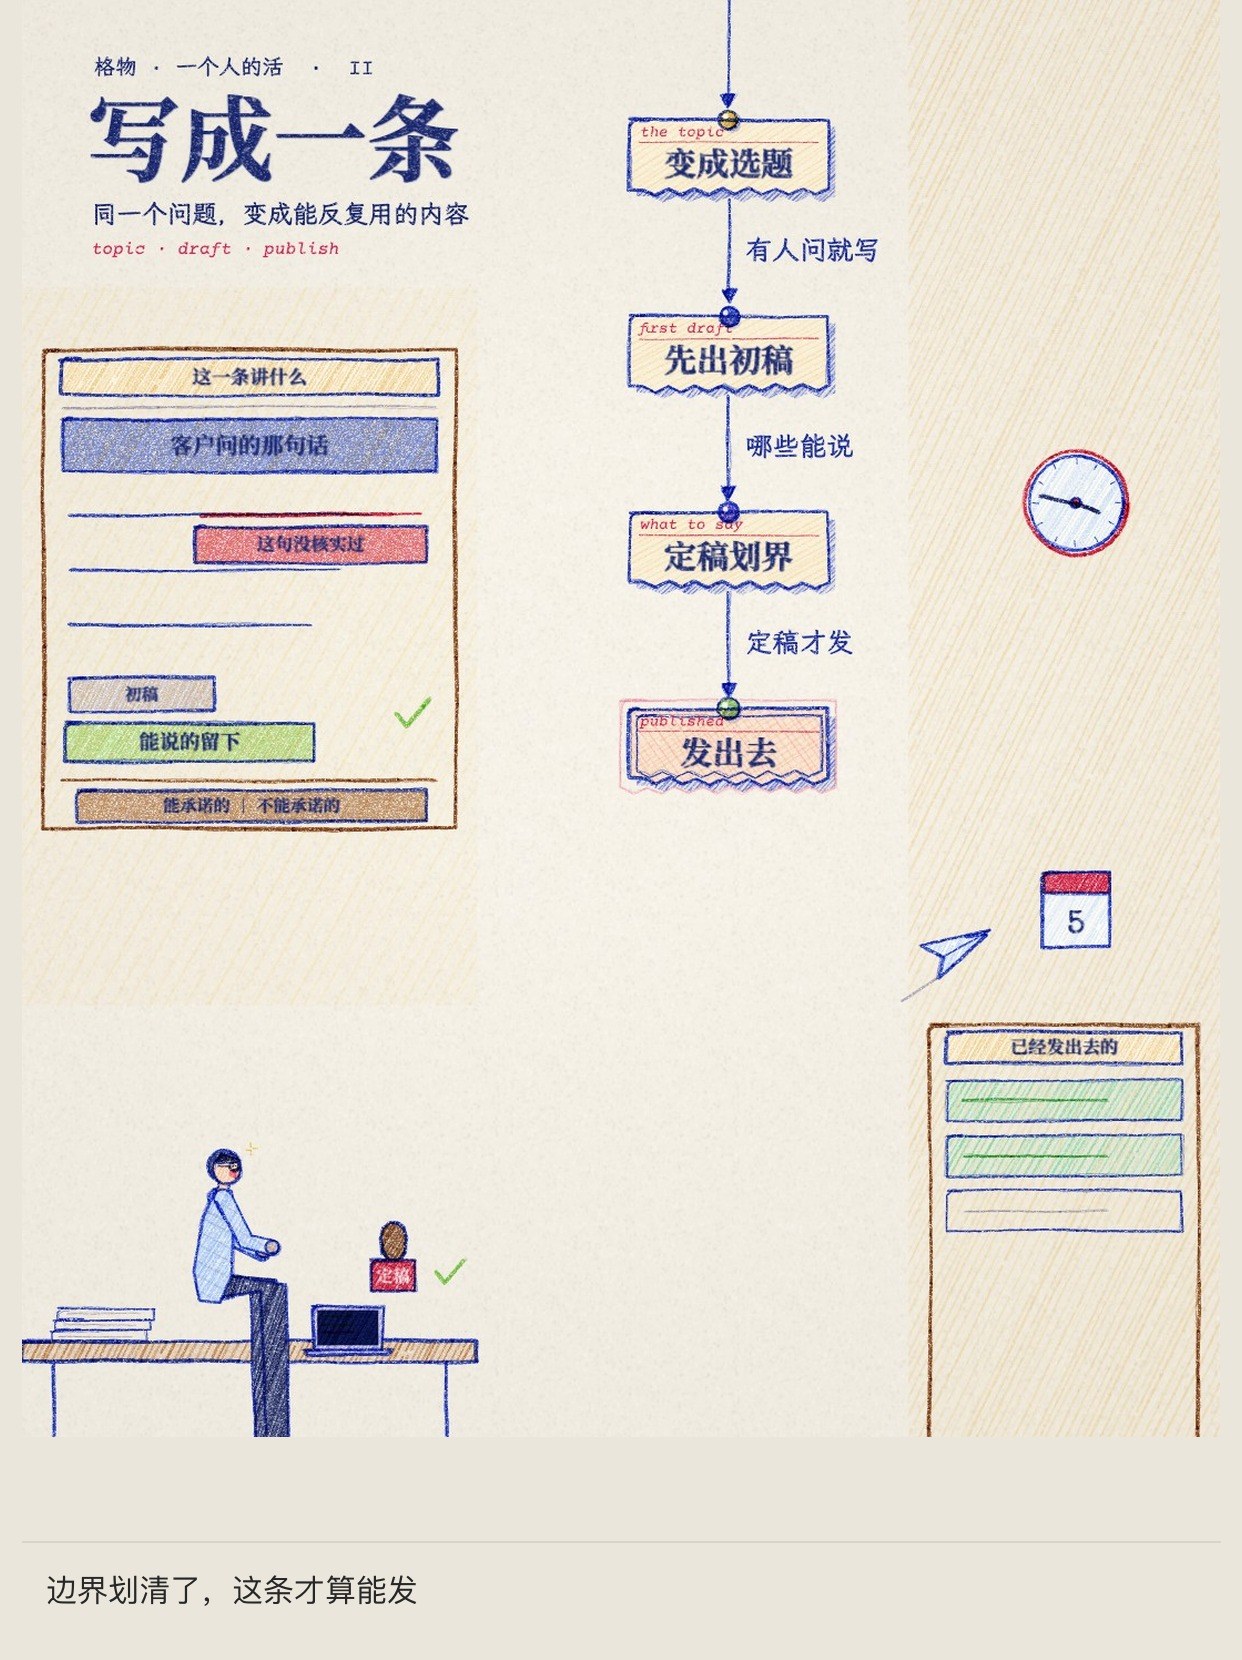 格物 · 一个人的活 · II
写成一条
同一个问题，变成能反复用的内容
topic · draft · publish
这一条讲什么
客户问的那句话
这句没核实过
初稿
能说的留下
能承诺的 | 不能承诺的
the topic
变成选题
有人问就写
first draft
先出初稿
哪些能说
what to say
定稿划界
定稿才发
published
发出去
5
已经发出去的
定稿
边界划清了，这条才算能发